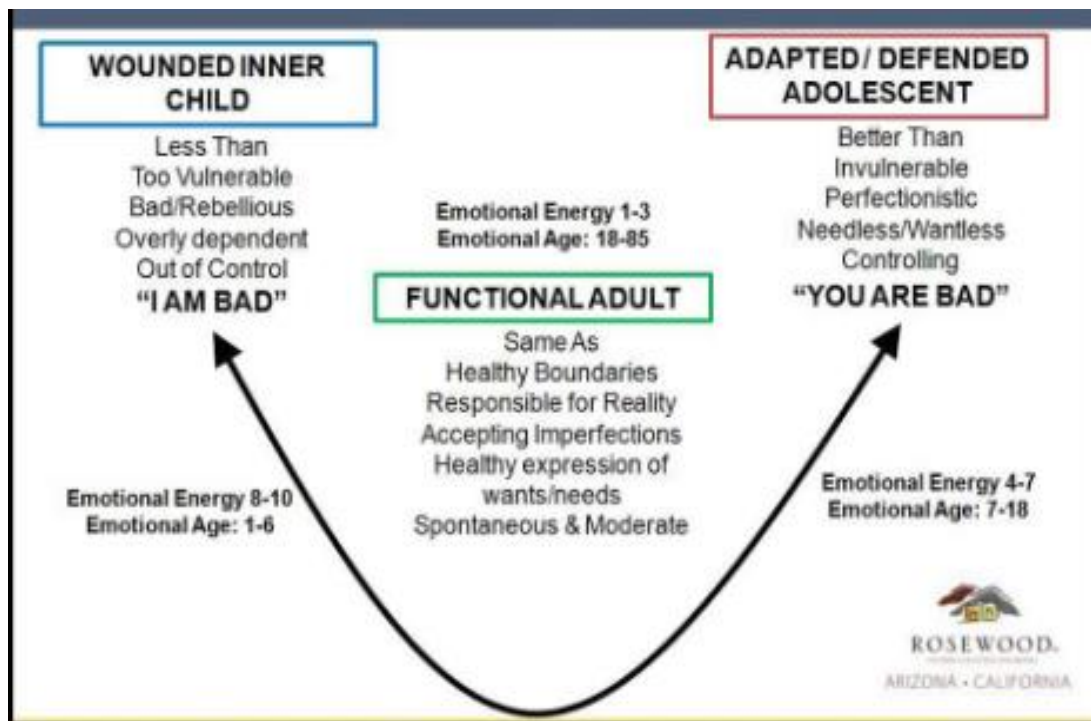 WOUNDED INNER
CHILD
Less Than
Too Vulnerable
Bad/Rebellious
Overly dependent
Out of Control
“I AM BAD”
Emotional Energy 8-10
Emotional Age: 1-6
Emotional Energy 1-3
Emotional Age: 18-85
FUNCTIONAL ADULT
Same As
Healthy Boundaries
Responsible for Reality
Accepting Imperfections
Healthy expression of
wants/needs
Spontaneous & Moderate
ADAPTED / DEFENDED
ADOLESCENT
Better Than
Invulnerable
Perfectionistic
Needless/Wantless
Controlling
“YOU ARE BAD”
Emotional Energy 4-7
Emotional Age: 7-18
ROSEWOOD
ARIZONA • CALIFORNIA